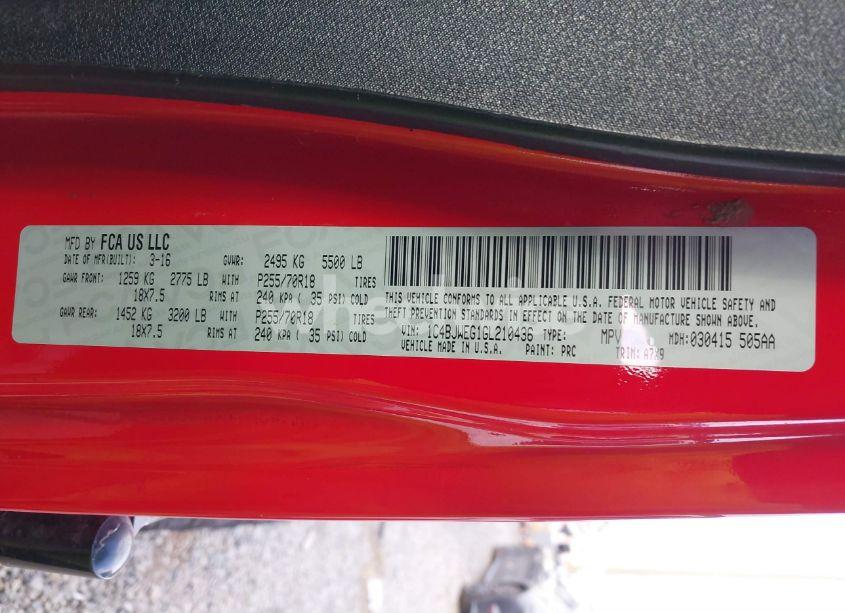 MFD BY FCA US LLC
DATE OF MFR(BUILT): 3-16 GVWR: 2495 KG 5500 LB
GAWR FRONT: 1259 KG 2775 LB WITH P255/70R18 TIRES
18X7.5 RIMS AT 240 KPA ( 35 PSI) COLD
GAWR REAR: 1452 KG 3200 LB WITH P255/70R18 TIRES
18X7.5 RIMS AT 240 KPA ( 35 PSI) COLD
THIS VEHICLE CONFORMS TO ALL APPLICABLE U.S.A. FEDERAL MOTOR VEHICLE SAFETY AND
THEFT PREVENTION STANDARDS IN EFFECT ON THE DATE OF MANUFACTURE SHOWN ABOVE.
VIN: 1C4BJWEG1GL210436 TYPE: MPV MDH:030415 505AA
VEHICLE MADE IN U.S.A. PAINT: PRC TRIM: